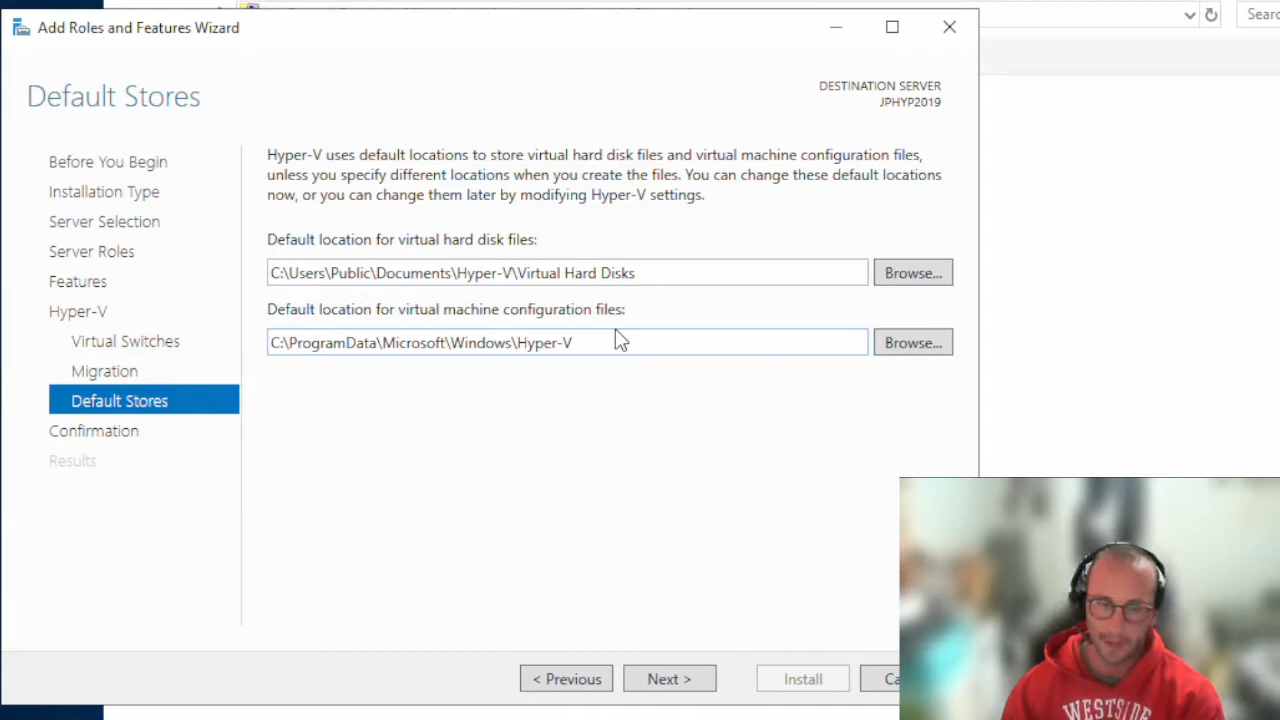 Add Roles and Features Wizard
Searc
Default Stores
DESTINATION SERVER
JPHYP2019
Before You Begin
Installation Type
Server Selection
Server Roles
Features
Hyper-V
Virtual Switches
Migration
Default Stores
Confirmation
Results
Hyper-V uses default locations to store virtual hard disk files and virtual machine configuration files,
unless you specify different locations when you create the files. You can change these default locations
now, or you can change them later by modifying Hyper-V settings.
Default location for virtual hard disk files:
C:\Users\Public\Documents\Hyper-V\Virtual Hard Disks
Browse...
Default location for virtual machine configuration files:
C:\ProgramData\Microsoft\Windows\Hyper-V
Browse...
< Previous
Next >
Install
Ca
WESTSIDE